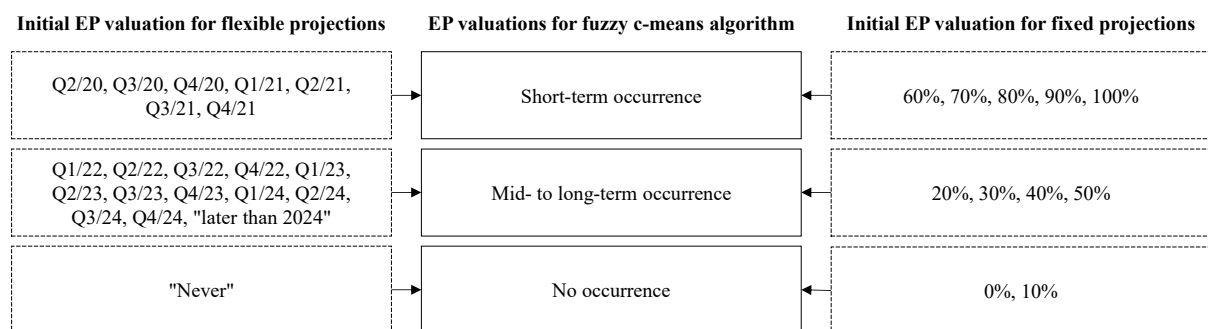 Initial EP valuation for flexible projections
EP valuations for fuzzy c-means algorithm
Initial EP valuation for fixed projections
Q2/20, Q3/20, Q4/20, Q1/21, Q2/21,
Q3/21, Q4/21
Short-term occurrence
60%, 70%, 80%, 90%, 100%
Q1/22, Q2/22, Q3/22, Q4/22, Q1/23,
Q2/23, Q3/23, Q4/23, Q1/24, Q2/24,
Q3/24, Q4/24, "later than 2024"
Mid- to long-term occurrence
20%, 30%, 40%, 50%
"Never"
No occurrence
0%, 10%